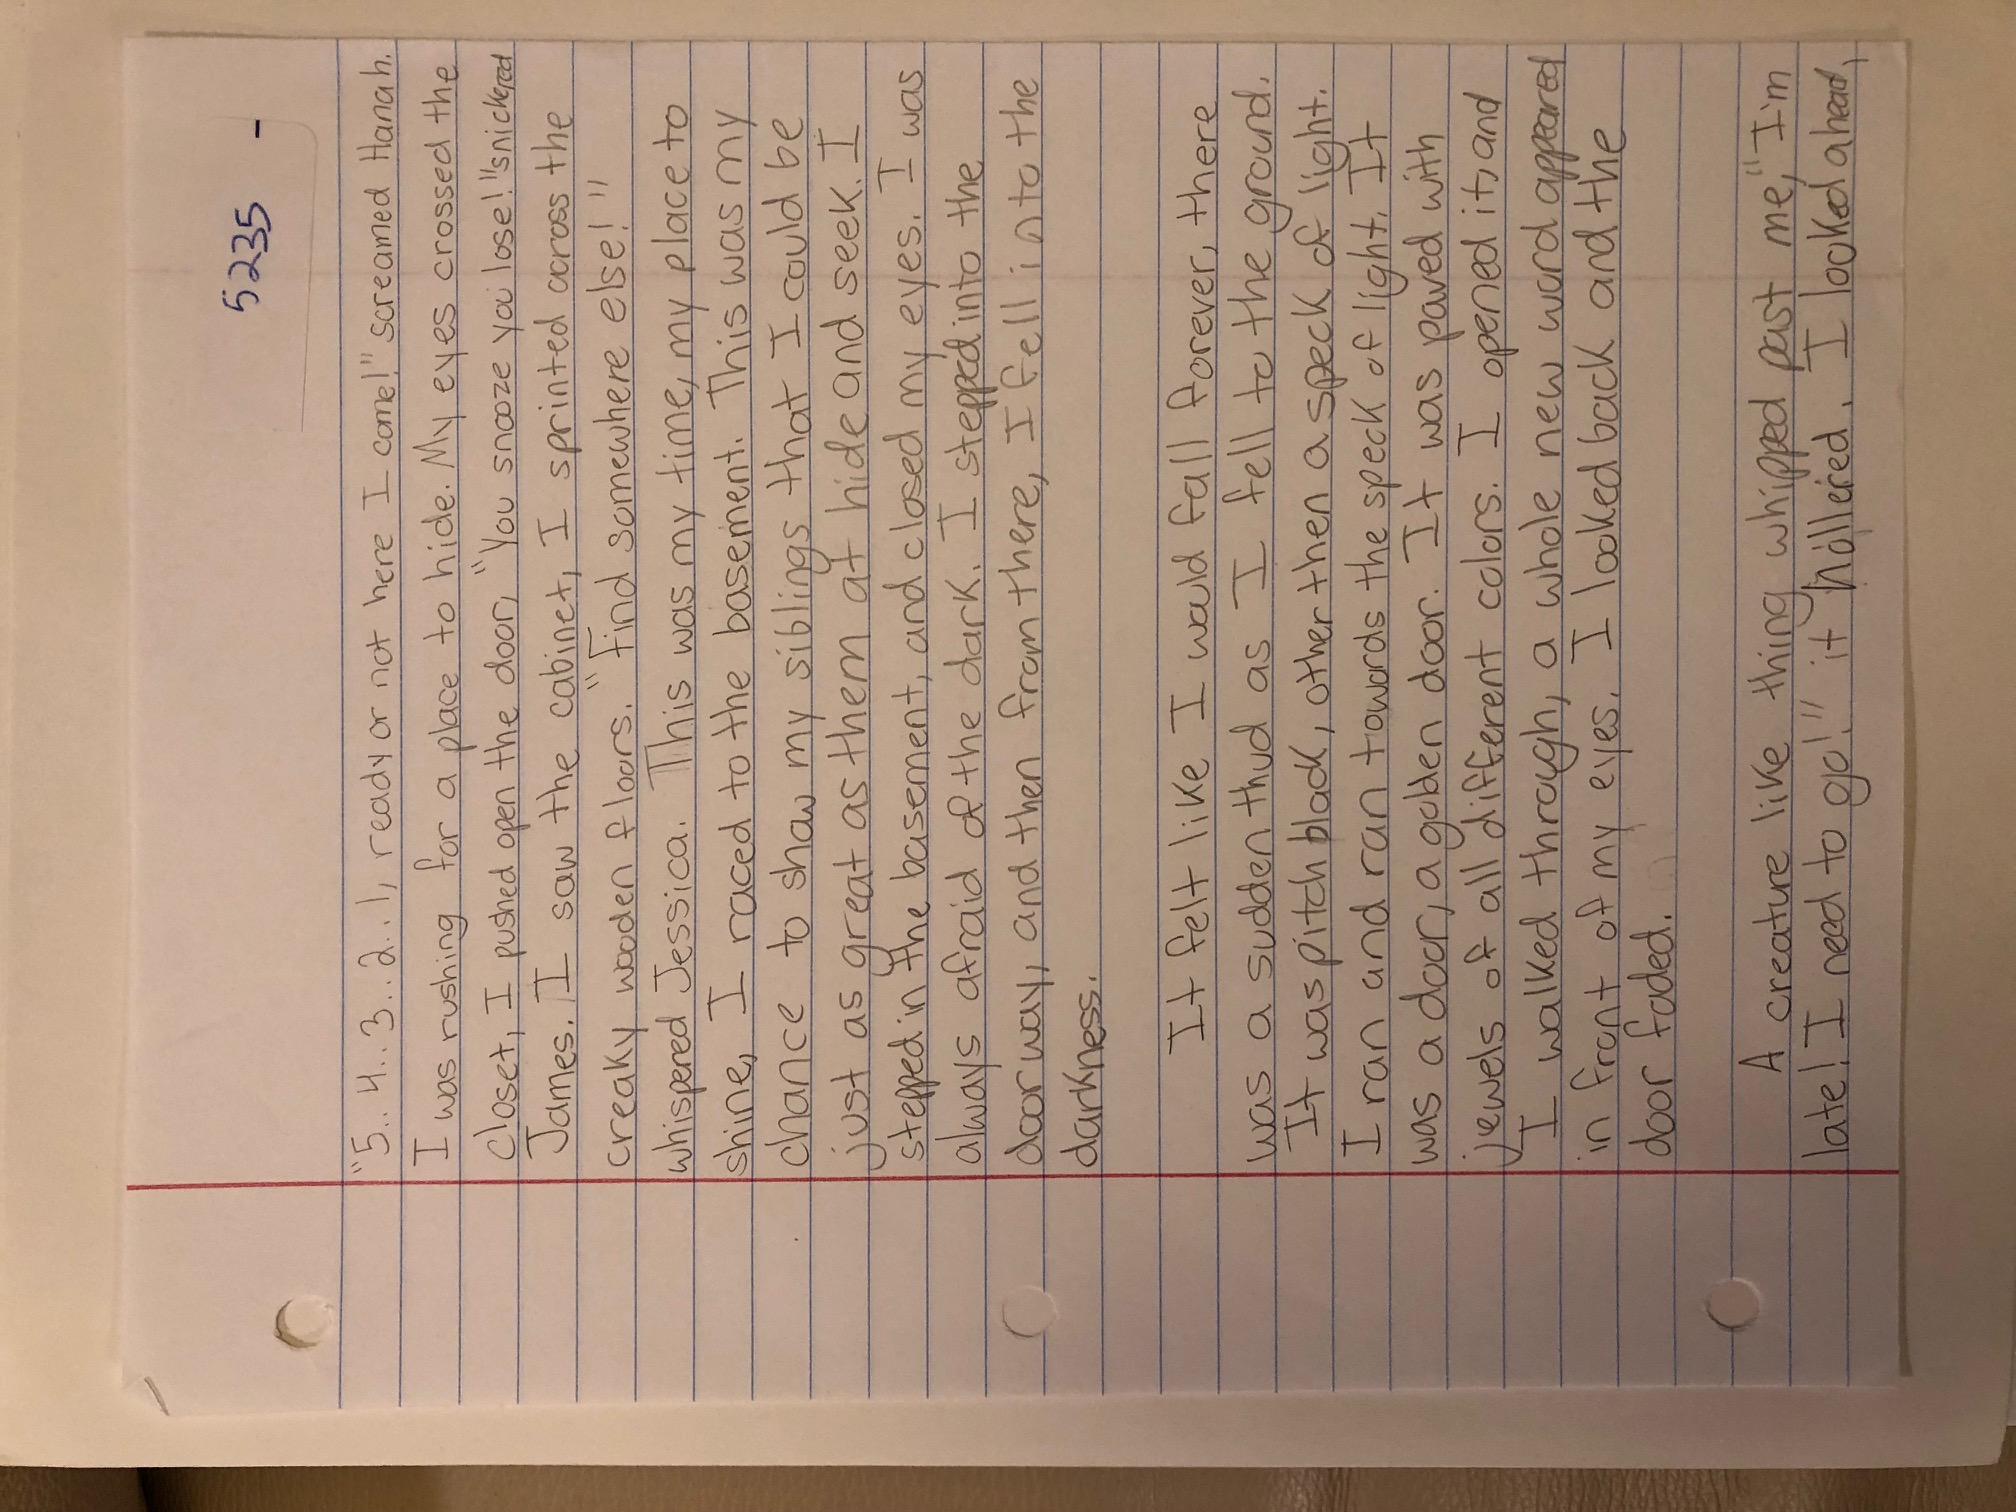 5235 -
"5.. 4.. 3.. 2.. 1, ready or not here I come!" screamed Hanah.
I was rushing for a place to hide. My eyes crossed the
closet, I pushed open the door, "You snooze you lose!" snickered
James. I saw the cabinet, I sprinted across the
creaky wooden floors. "Find somewhere else!"
whispered Jessica. This was my time, my place to
shine, I raced to the basement. This was my
chance to show my siblings that I could be
just as great as them at hide and seek. I
stepped in the basement, and closed my eyes. I was
always afraid of the dark. I stepped into the
doorway, and then from there, I fell into the
darkness.
It felt like I would fall forever, there
was a sudden thud as I fell to the ground.
It was pitch black, other then a speck of light.
I ran and ran towards the speck of light. It
was a door, a golden door. It was paved with
jewels of all different colors. I opened it, and
I walked through, a whole new word appeared
in front of my eyes. I looked back and the
door faded.
A creature like thing whipped past me, "I'm
late! I need to go!" it hollered. I looked ahead,